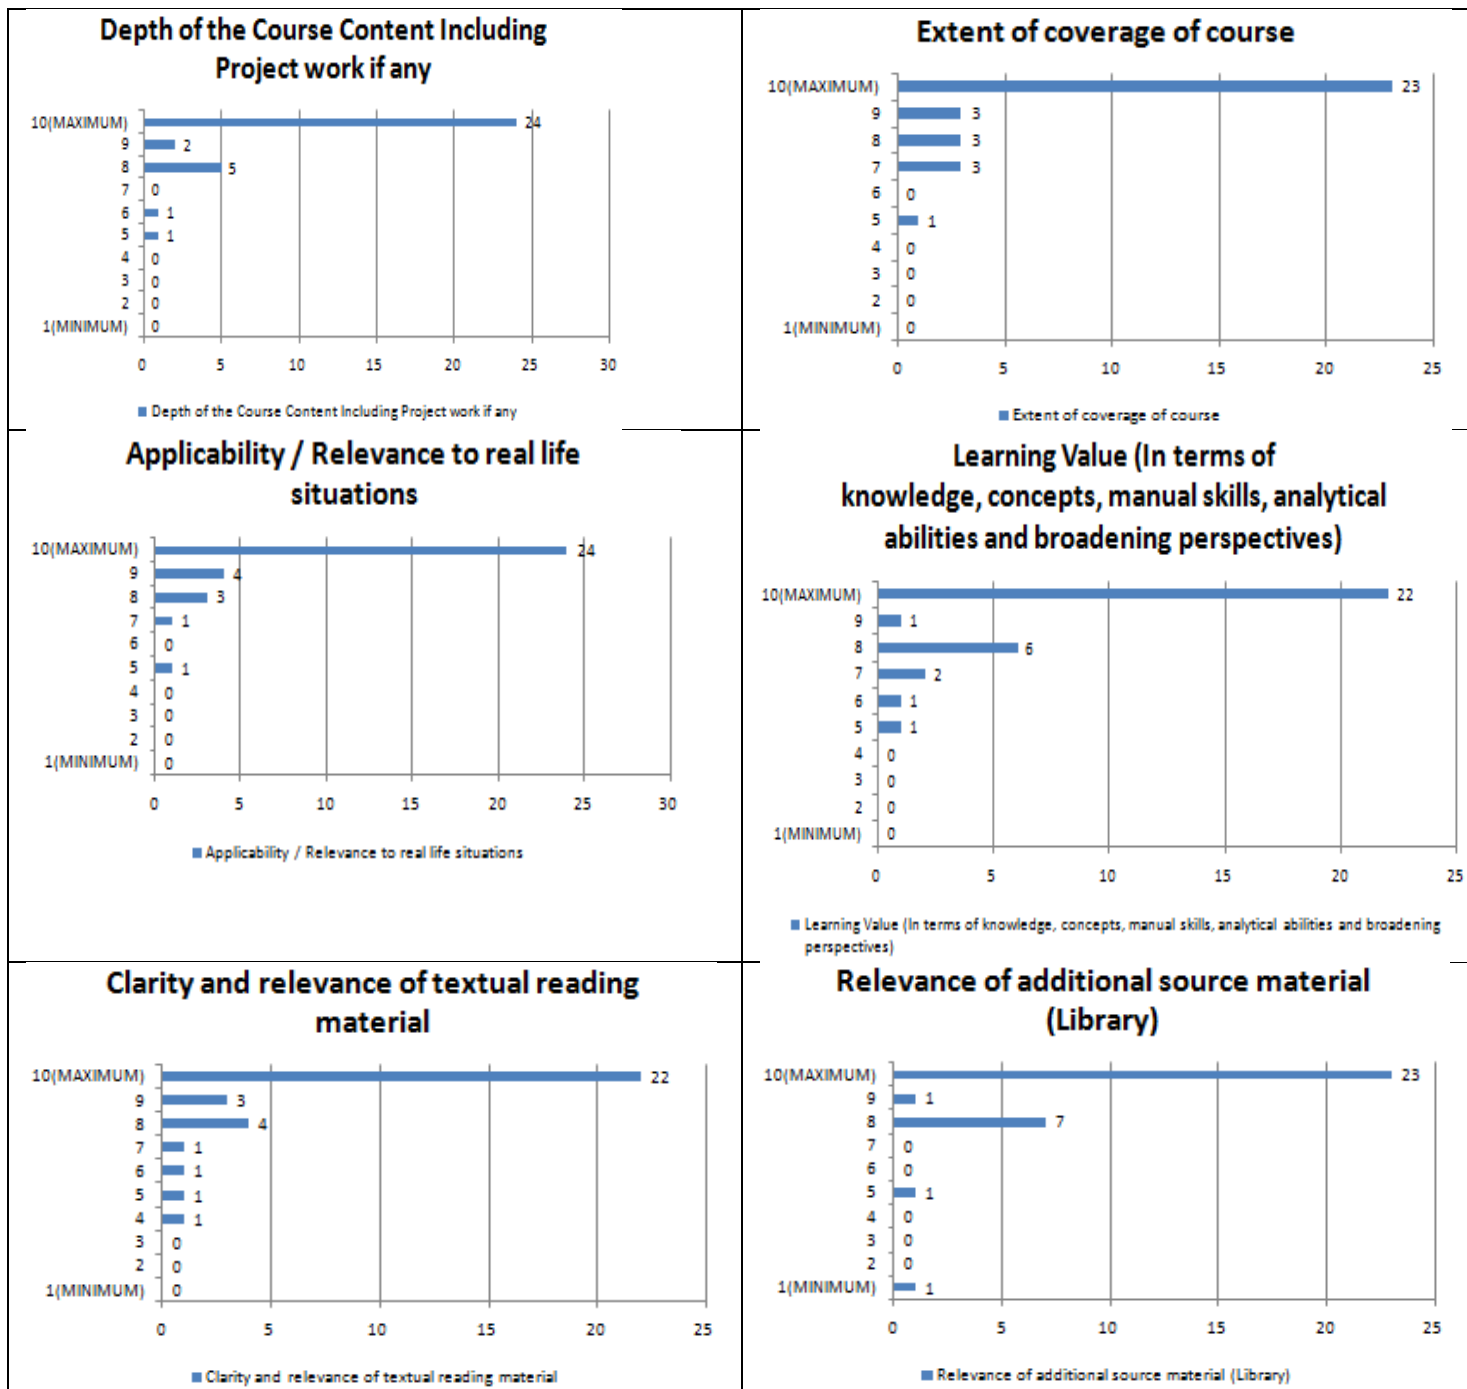 Depth of the Course Content Including
Project work if any
10(MAXIMUM) 24
9 2
8 5
7 0
6 1
5 1
4 0
3 0
2 0
1(MINIMUM) 0
0 5 10 15 20 25 30
Depth of the Course Content Including Project work if any
Extent of coverage of course
10(MAXIMUM) 23
9 3
8 3
7 3
6 0
5 1
4 0
3 0
2 0
1(MINIMUM) 0
0 5 10 15 20 25
Extent of coverage of course
Applicability / Relevance to real life
situations
10(MAXIMUM) 24
9 4
8 3
7 1
6 0
5 1
4 0
3 0
2 0
1(MINIMUM) 0
0 5 10 15 20 25 30
Applicability / Relevance to real life situations
Learning Value (In terms of
knowledge, concepts, manual skills, analytical
abilities and broadening perspectives)
10(MAXIMUM) 22
9 1
8 6
7 2
6 1
5 1
4 0
3 0
2 0
1(MINIMUM) 0
0 5 10 15 20 25
Learning Value (In terms of knowledge, concepts, manual skills, analytical abilities and broadening
perspectives)
Clarity and relevance of textual reading
material
10(MAXIMUM) 22
9 3
8 4
7 1
6 1
5 1
4 1
3 0
2 0
1(MINIMUM) 0
0 5 10 15 20 25
Clarity and relevance of textual reading material
Relevance of additional source material
(Library)
10(MAXIMUM) 23
9 1
8 7
7 0
6 0
5 1
4 0
3 0
2 0
1(MINIMUM) 1
0 5 10 15 20 25
Relevance of additional source material (Library)